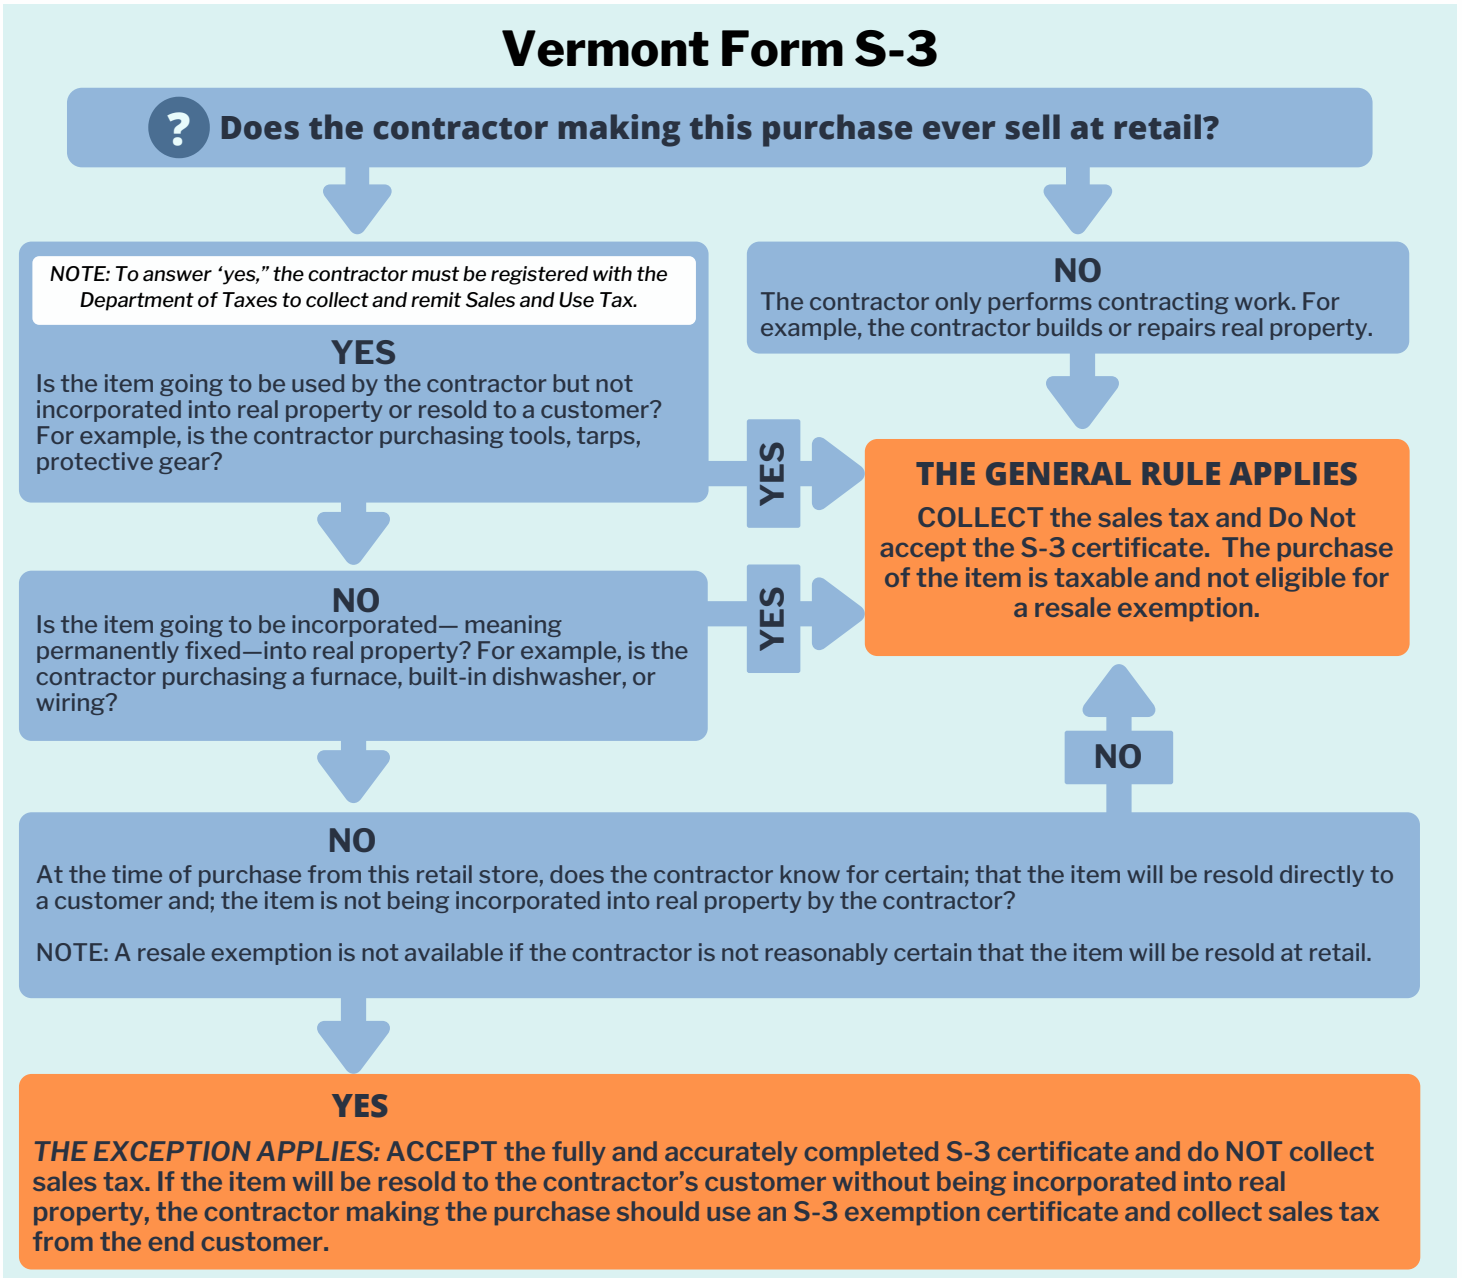 Vermont Form S-3
? Does the contractor making this purchase ever sell at retail?
NOTE: To answer ‘yes,” the contractor must be registered with the
Department of Taxes to collect and remit Sales and Use Tax.
YES
Is the item going to be used by the contractor but not
incorporated into real property or resold to a customer?
For example, is the contractor purchasing tools, tarps,
protective gear?
NO
The contractor only performs contracting work. For
example, the contractor builds or repairs real property.
YES
THE GENERAL RULE APPLIES
COLLECT the sales tax and Do Not
accept the S-3 certificate. The purchase
of the item is taxable and not eligible for
a resale exemption.
NO
Is the item going to be incorporated— meaning
permanently fixed—into real property? For example, is the
contractor purchasing a furnace, built-in dishwasher, or
wiring?
YES
NO
NO
At the time of purchase from this retail store, does the contractor know for certain; that the item will be resold directly to
a customer and; the item is not being incorporated into real property by the contractor?
NOTE: A resale exemption is not available if the contractor is not reasonably certain that the item will be resold at retail.
YES
THE EXCEPTION APPLIES: ACCEPT the fully and accurately completed S-3 certificate and do NOT collect
sales tax. If the item will be resold to the contractor’s customer without being incorporated into real
property, the contractor making the purchase should use an S-3 exemption certificate and collect sales tax
from the end customer.